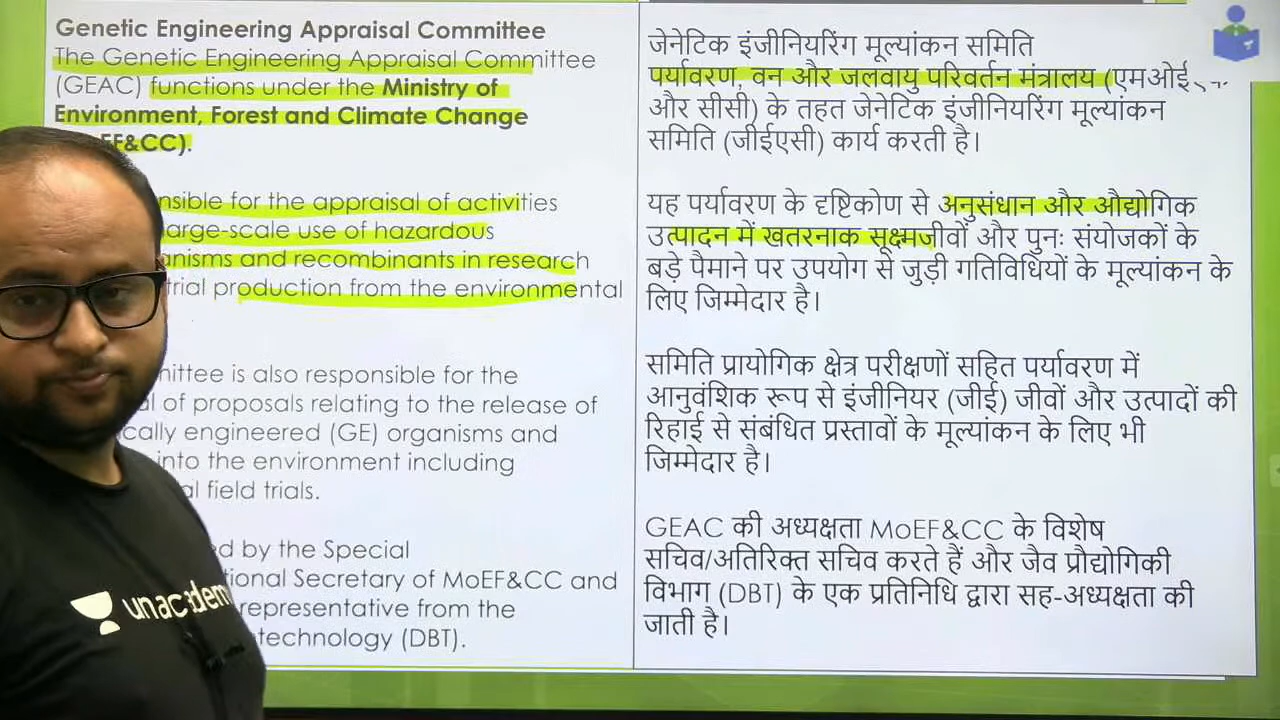 Genetic Engineering Appraisal Committee
The Genetic Engineering Appraisal Committee
(GEAC) functions under the Ministry of
Environment, Forest and Climate Change
F&CC).
nsible for the appraisal of activities
arge-scale use of hazardous
anisms and recombinants in research
trial production from the environmental
mittee is also responsible for the
al of proposals relating to the release of
cally engineered (GE) organisms and
into the environment including
al field trials.
ed by the Special
tional Secretary of MoEF&CC and
representative from the
technology (DBT).
जेनेटिक इंजीनियरिंग मूल्यांकन समिति
पर्यावरण, वन और जलवायु परिवर्तन मंत्रालय (एमओई
और सीसी) के तहत जेनेटिक इंजीनियरिंग मूल्यांकन
समिति (जीईएसी) कार्य करती है।
यह पर्यावरण के दृष्टिकोण से अनुसंधान और औद्योगिक
उत्पादन में खतरनाक सूक्ष्मजीवों और पुनः संयोजकों के
बड़े पैमाने पर उपयोग से जुड़ी गतिविधियों के मूल्यांकन के
लिए जिम्मेदार है।
समिति प्रायोगिक क्षेत्र परीक्षणों सहित पर्यावरण में
आनुवंशिक रूप से इंजीनियर (जीई) जीवों और उत्पादों की
रिहाई से संबंधित प्रस्तावों के मूल्यांकन के लिए भी
जिम्मेदार है।
GEAC की अध्यक्षता MoEF&CC के विशेष
सचिव/अतिरिक्त सचिव करते हैं और जैव प्रौद्योगिकी
विभाग (DBT) के एक प्रतिनिधि द्वारा सह-अध्यक्षता की
जाती है।
unacademy